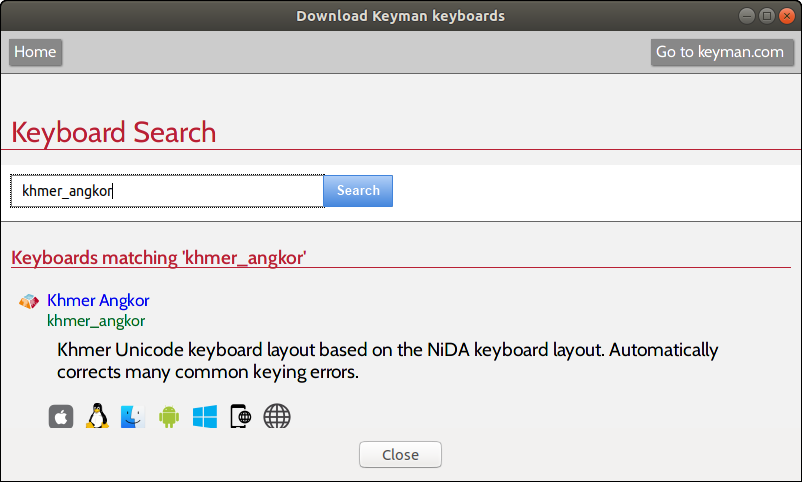 Download Keyman keyboards
Home
Go to keyman.com
Keyboard Search
khmer_angkor
Search
Keyboards matching 'khmer_angkor'
Khmer Angkor
khmer_angkor
Khmer Unicode keyboard layout based on the NiDA keyboard layout. Automatically
corrects many common keying errors.
Close